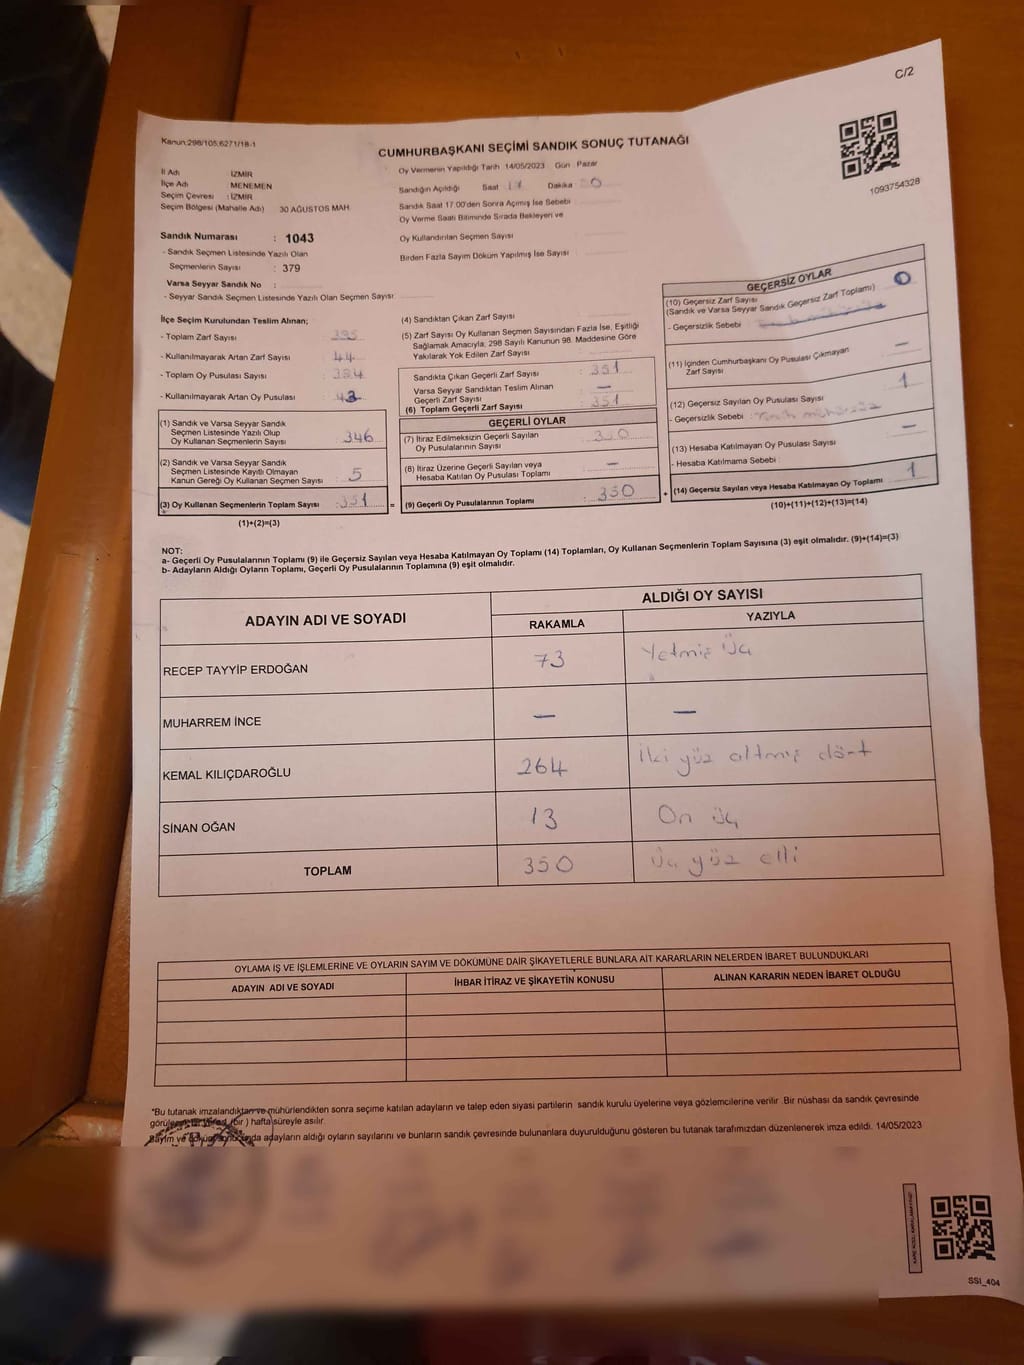 C/2
Kanun:298/105,6271/18-1
CUMHURBAŞKANI SEÇİMİ SANDIK SONUÇ TUTANAĞI
1093754328
İl Adı İZMİR
İlçe Adı MENEMEN
Seçim Çevresi : İZMİR
Seçim Bölgesi (Mahalle Adı) 30 AĞUSTOS MAH.
Oy Vermenin Yapıldığı Tarih 14/05/2023 Gün Pazar
Sandığın Açıldığı Saat 17 Dakika
Sandık Saat 17.00'den Sonra Açımış İse Sebebi
Oy Verme Saati Bitiminde Sırada Bekleyen ve
Oy Kullandırılan Seçmen Sayısı
Birden Fazla Sayım Döküm Yapılmış İse Sayısı
Sandık Numarası : 1043
- Sandık Seçmen Listesinde Yazılı Olan
Seçmenlerin Sayısı : 379
Varsa Seyyar Sandık No :
- Seyyar Sandık Seçmen Listesinde Yazılı Olan Seçmen Sayısı:
İlçe Seçim Kurulundan Teslim Alınan;
- Toplam Zarf Sayısı : 395
- Kullanılmayarak Artan Zarf Sayısı : 44
- Toplam Oy Pusulası Sayısı : 394
- Kullanılmayarak Artan Oy Pusulası : 43
(1) Sandık ve Varsa Seyyar Sandık
Seçmen Listesinde Yazılı Olup
Oy Kullanan Seçmenlerin Sayısı : 346
(2) Sandık ve Varsa Seyyar Sandık
Seçmen Listesinde Kayıtlı Olmayan
Kanun Gereği Oy Kullanan Seçmen Sayısı : 5
(3) Oy Kullanan Seçmenlerin Toplam Sayısı : 351
(1)+(2)=(3)
(4) Sandıktan Çıkan Zarf Sayısı
(5) Zarf Sayısı Oy Kullanan Seçmen Sayısından Fazla İse, Eşitliği
Sağlamak Amacıyla, 298 Sayılı Kanunun 98. Maddesine Göre
Yakılarak Yok Edilen Zarf Sayısı
Sandıkta Çıkan Geçerli Zarf Sayısı : 351
Varsa Seyyar Sandıktan Teslim Alınan
Geçerli Zarf Sayısı : —
(6) Toplam Geçerli Zarf Sayısı : 351
GEÇERLİ OYLAR
(7) İtiraz Edilmeksizin Geçerli Sayılan
Oy Pusulalarının Sayısı : 350
(8) İtiraz Üzerine Geçerli Sayılan veya
Hesaba Katılan Oy Pusulası Toplamı : —
= (9) Geçerli Oy Pusulalarının Toplamı : 350
GEÇERSİZ OYLAR
(10) Geçersiz Zarf Sayısı
(Sandık ve Varsa Seyyar Sandık Geçersiz Zarf Toplamı) 0
- Geçersizlik Sebebi
(11) İçinden Cumhurbaşkanı Oy Pusulası Çıkmayan
Zarf Sayısı —
(12) Geçersiz Sayılan Oy Pusulası Sayısı 1
- Geçersizlik Sebebi :
(13) Hesaba Katılmayan Oy Pusulası Sayısı —
- Hesaba Katılmama Sebebi :
+ (14) Geçersiz Sayılan veya Hesaba Katılmayan Oy Toplamı : 1
(10)+(11)+(12)+(13)=(14)
NOT:
a- Geçerli Oy Pusulalarının Toplamı (9) ile Geçersiz Sayılan veya Hesaba Katılmayan Oy Toplamı (14) Toplamları, Oy Kullanan Seçmenlerin Toplam Sayısına (3) eşit olmalıdır. (9)+(14)=(3)
b- Adayların Aldığı Oyların Toplamı, Geçerli Oy Pusulalarının Toplamına (9) eşit olmalıdır.
ADAYIN ADI VE SOYADI ALDIĞI OY SAYISI
RAKAMLA YAZIYLA
RECEP TAYYİP ERDOĞAN 73 Yetmiş Üç
MUHARREM İNCE — —
KEMAL KILIÇDAROĞLU 264 İki yüz altmış dört
SİNAN OĞAN 13 On üç
TOPLAM 350 Üç yüz elli
OYLAMA İŞ VE İŞLEMLERİNE VE OYLARIN SAYIM VE DÖKÜMÜNE DAİR ŞİKAYETLERLE BUNLARA AİT KARARLARIN NELERDEN İBARET BULUNDUKLARI
ADAYIN ADI VE SOYADI İHBAR İTİRAZ VE ŞİKAYETİN KONUSU ALINAN KARARIN NEDEN İBARET OLDUĞU
*Bu tutanak imzalandıktan ve mühürlendikten sonra seçime katılan adayların ve talep eden siyasi partilerin sandık kurulu üyelerine veya gözlemcilerine verilir .Bir nüshası da sandık çevresinde
hafta süreyle asılır
Sayım ve adayların aldığı oyların sayılarını ve bunların sandık çevresinde bulunanlara duyurulduğunu gösteren bu tutanak tarafımızdan düzenlenerek imza edildi. 14/05/2023
SSI_404